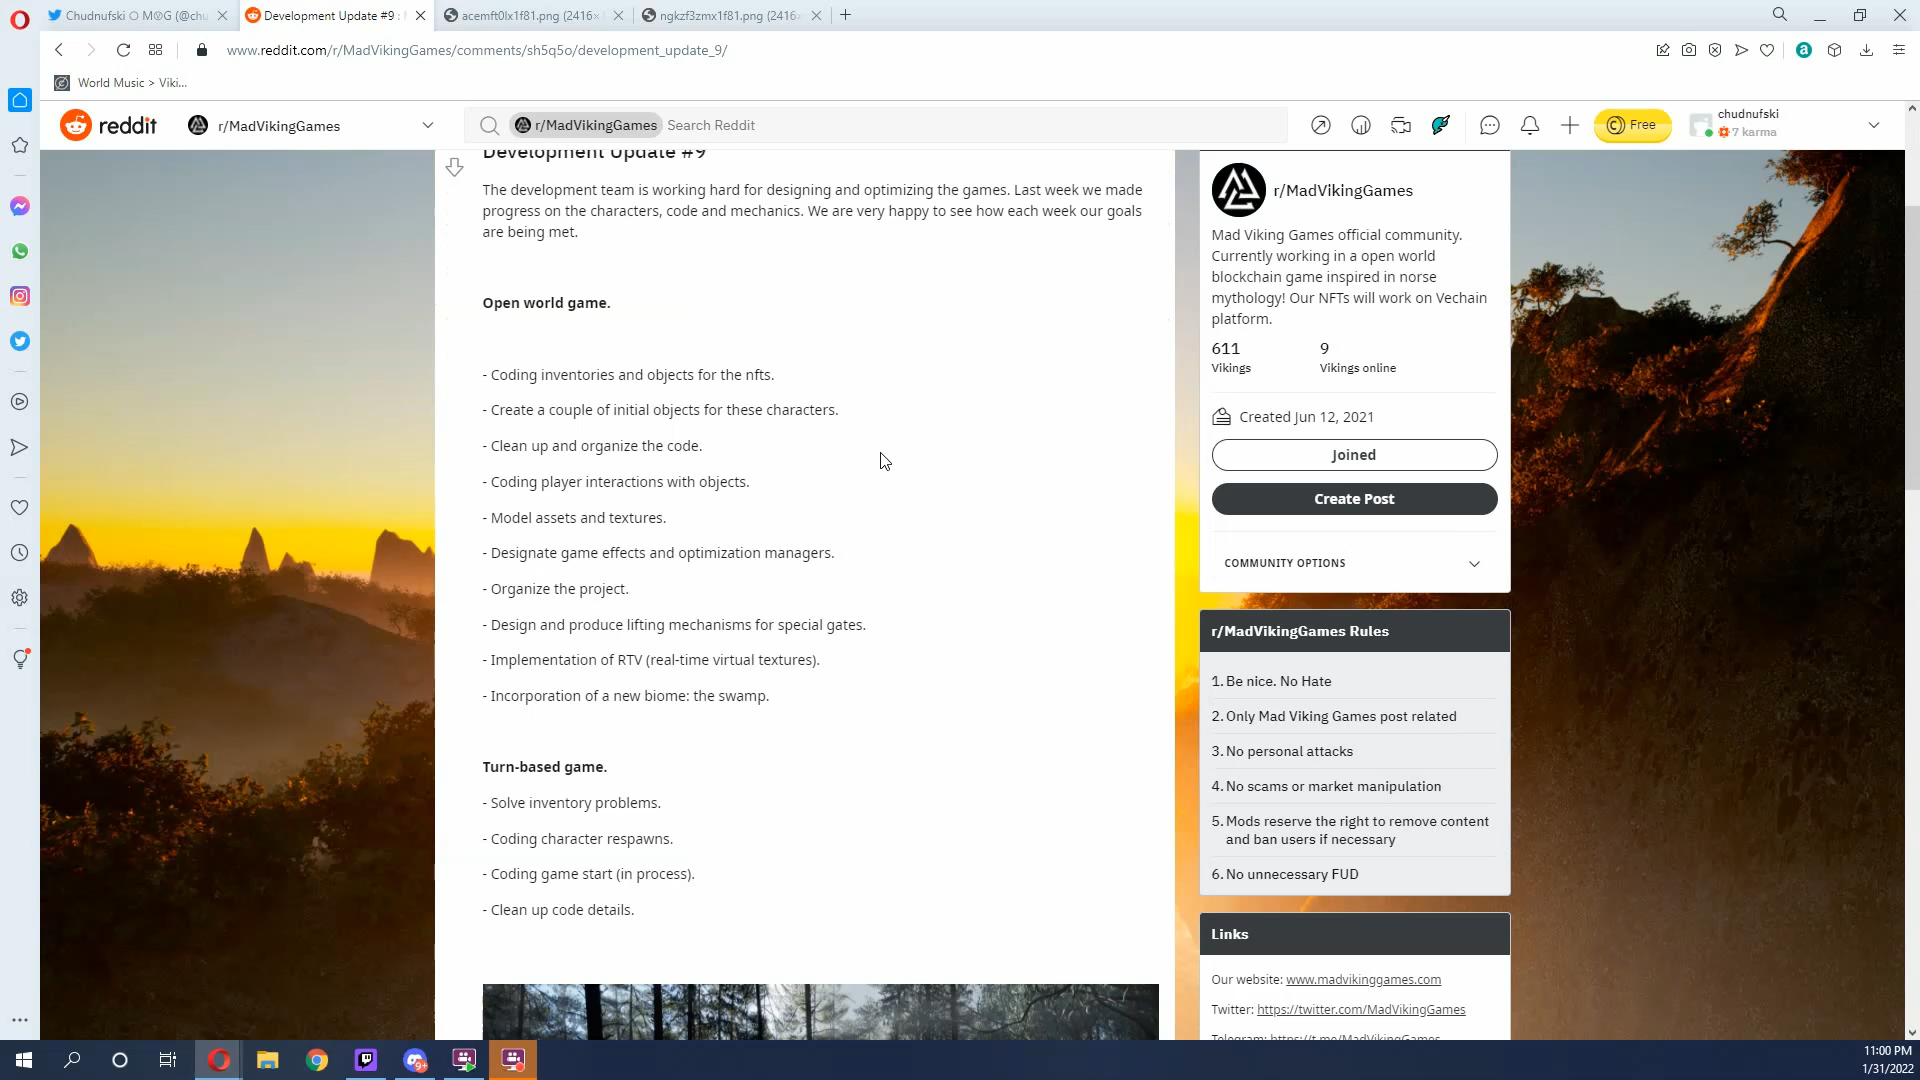 Chudnufski
Development Update #9 :
acemft0lx1f81.png (2416×
ngkzf3zmx1f81.png (2416
www.reddit.com/r/MadVikingGames/comments/sh5q5o/development_update_9/
World Music > Viki...
reddit
r/MadVikingGames
r/MadVikingGames
Search Reddit
Free
chudnufski
7 karma
Development Update #9
The development team is working hard for designing and optimizing the games. Last week we made
progress on the characters, code and mechanics. We are very happy to see how each week our goals
are being met.
Open world game.
- Coding inventories and objects for the nfts.
- Create a couple of initial objects for these characters.
- Clean up and organize the code.
- Coding player interactions with objects.
- Model assets and textures.
- Designate game effects and optimization managers.
- Organize the project.
- Design and produce lifting mechanisms for special gates.
- Implementation of RTV (real-time virtual textures).
- Incorporation of a new biome: the swamp.
Turn-based game.
- Solve inventory problems.
- Coding character respawns.
- Coding game start (in process).
- Clean up code details.
r/MadVikingGames
Mad Viking Games official community.
Currently working in a open world
blockchain game inspired in norse
mythology! Our NFTs will work on Vechain
platform.
611
9
Vikings
Vikings online
Created Jun 12, 2021
Joined
Create Post
COMMUNITY OPTIONS
r/MadVikingGames Rules
1. Be nice. No Hate
2. Only Mad Viking Games post related
3. No personal attacks
4. No scams or market manipulation
5. Mods reserve the right to remove content
and ban users if necessary
6. No unnecessary FUD
Links
Our website: www.madvikinggames.com
Twitter: https://twitter.com/MadVikingGames
Telegram: https://t.me/MadVikingGames
9+
11:00 PM
1/31/2022